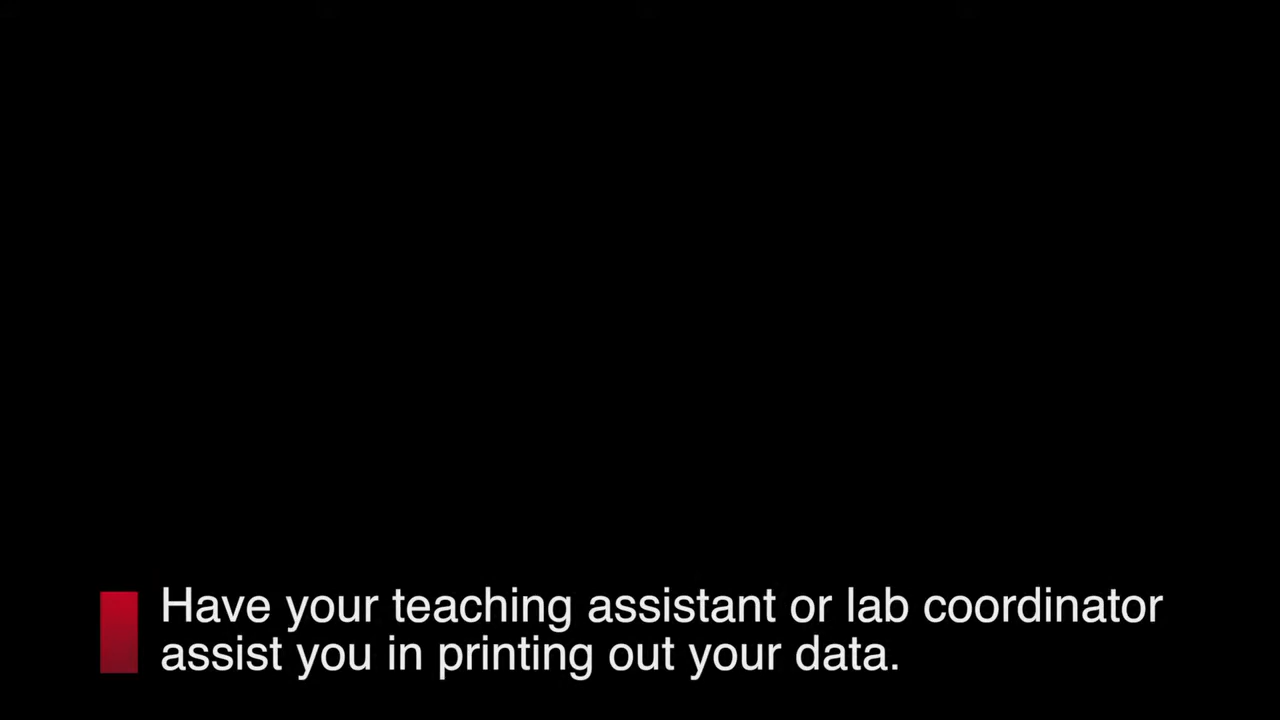 Have your teaching assistant or lab coordinator
assist you in printing out your data.